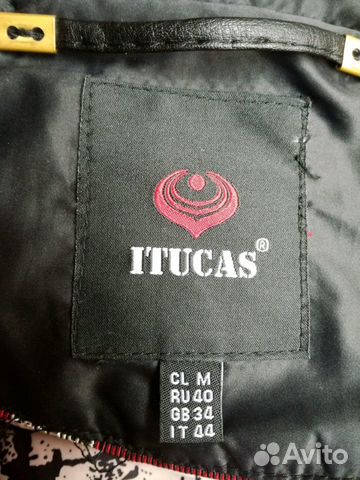 ITUCAS®
CL M
RU 40
GB 34
IT 44
Avito